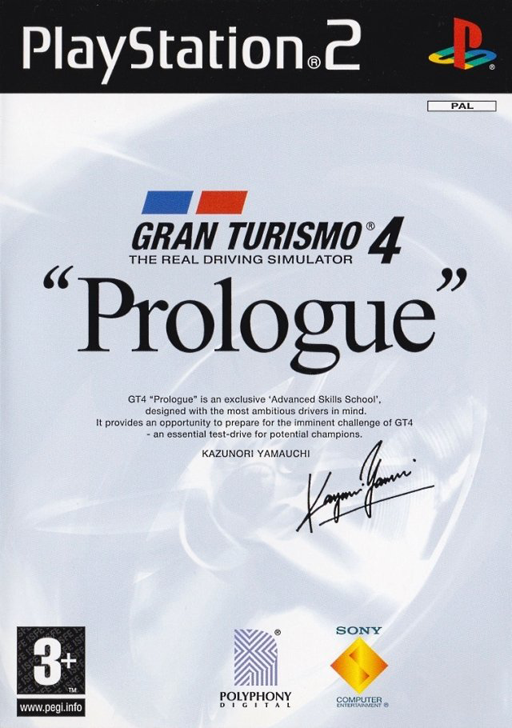 PlayStation®2
®
PAL
GRAN TURISMO® 4
THE REAL DRIVING SIMULATOR
“Prologue”
GT4 “Prologue” is an exclusive ‘Advanced Skills School’,
designed with the most ambitious drivers in mind.
It provides an opportunity to prepare for the imminent challenge of GT4
- an essential test-drive for potential champions.
KAZUNORI YAMAUCHI
3+
TM
www.pegi.info
®
POLYPHONY
DIGITAL
SONY
COMPUTER
ENTERTAINMENT ®